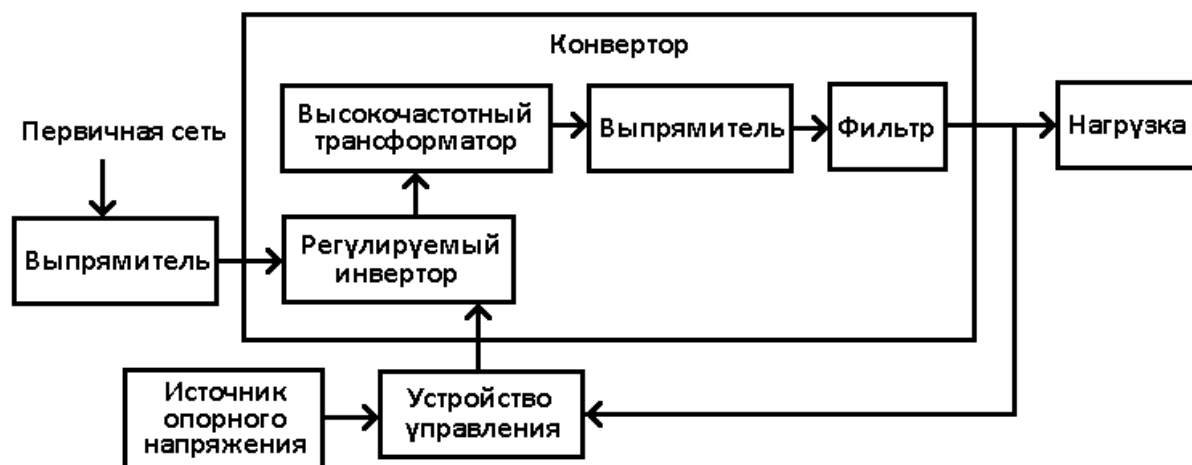 Конвертор
Высокочастотный
трансформатор
Выпрямитель
Фильтр
Нагрузка
Первичная сеть
Выпрямитель
Регулируемый
инвертор
Источник
опорного
напряжения
Устройство
управления